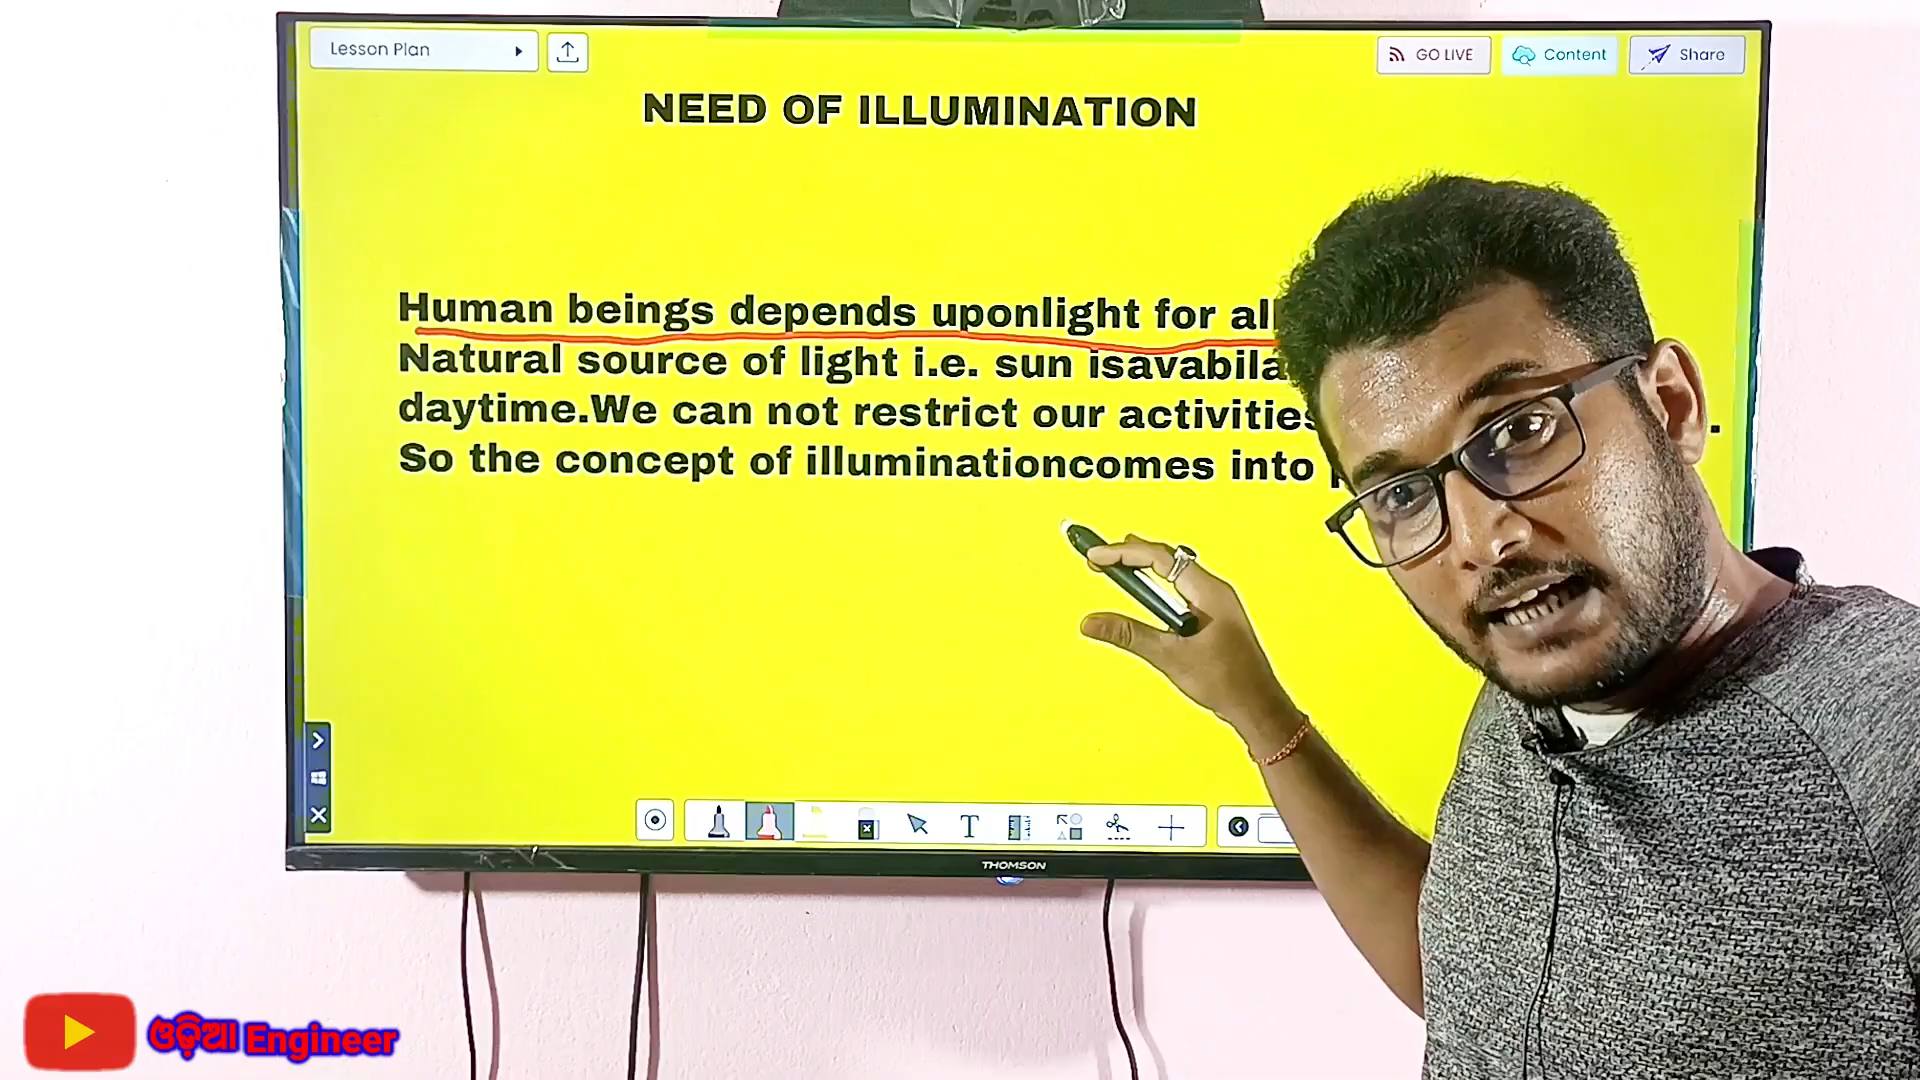 Lesson Plan
GO LIVE
Content
Share
NEED OF ILLUMINATION
Human beings depends uponlight for all
Natural source of light i.e. sun
daytime.We can not restrict our activities .
So the concept of illuminationcomes into
T
THOMSON
ଓଡ଼ିଆ Engineer